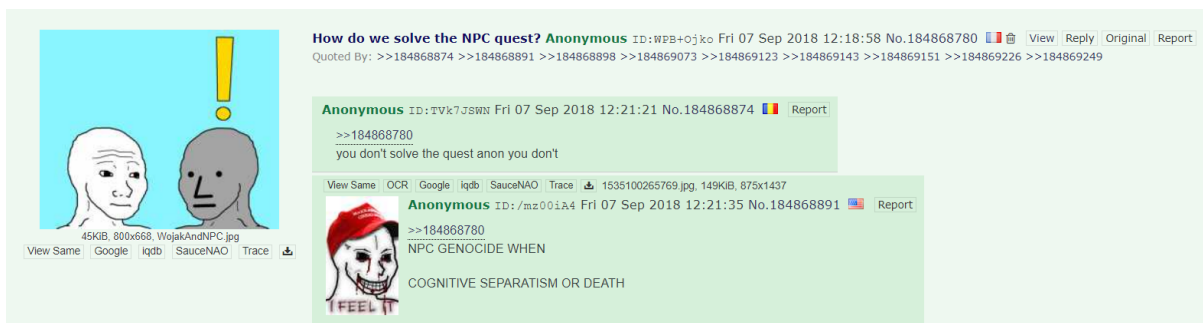 How do we solve the NPC quest? Anonymous ID:WPB+Ojko Fri 07 Sep 2018 12:18:58 No.184868780 View Reply Original Report
Quoted By: >>184868874 >>184868891 >>184868898 >>184869073 >>184869123 >>184869143 >>184869151 >>184869226 >>184869249
45KiB, 800x668, WojakAndNPC.jpg
View Same Google iqdb SauceNAO Trace
Anonymous ID:TVk7JSWN Fri 07 Sep 2018 12:21:21 No.184868874 Report
>>184868780
you don't solve the quest anon you don't
View Same OCR Google iqdb SauceNAO Trace 1535100265769.jpg, 149KiB, 875x1437
Anonymous ID:/mz00iA4 Fri 07 Sep 2018 12:21:35 No.184868891 Report
>>184868780
NPC GENOCIDE WHEN
COGNITIVE SEPARATISM OR DEATH
I FEEL IT